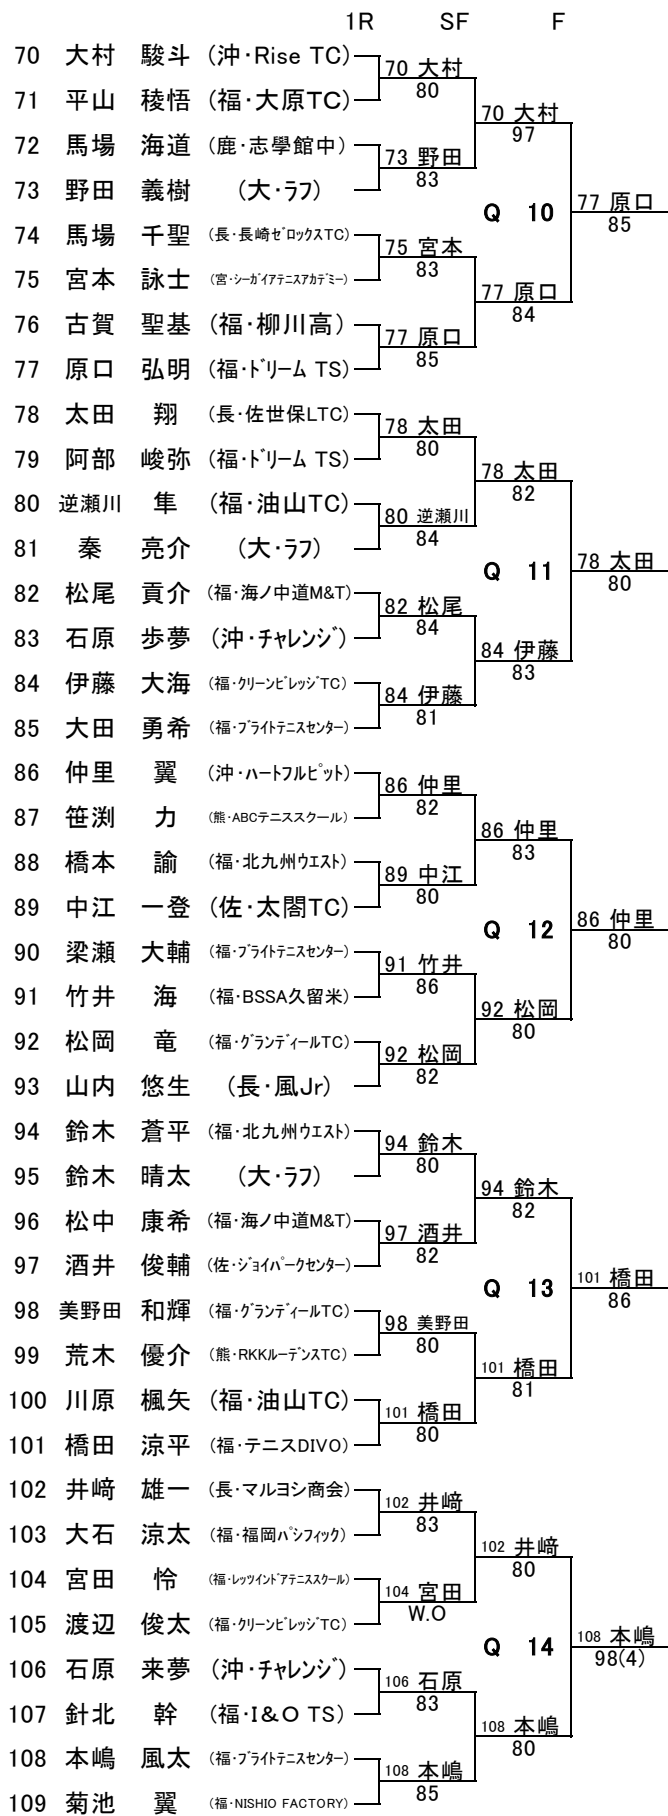 1R SF F
70 大村 駿斗 (沖・Rise TC)
70 大村
80
71 平山 稜悟 (福・大原TC)
70 大村
97
72 馬場 海道 (鹿・志學館中)
73 野田
83
73 野田 義樹 (大・ラフ)
Q 10
77 原口
85
74 馬場 千聖 (長・長崎ゼロックスTC)
75 宮本
83
75 宮本 詠士 (宮・シーガイアテニスアカデミー)
77 原口
84
76 古賀 聖基 (福・柳川高)
77 原口
85
77 原口 弘明 (福・ドリーム TS)
78 太田 翔 (長・佐世保LTC)
78 太田
80
79 阿部 峻弥 (福・ドリーム TS)
78 太田
82
80 逆瀬川 隼 (福・油山TC)
80 逆瀬川
84
81 秦 亮介 (大・ラフ)
Q 11
78 太田
80
82 松尾 貢介 (福・海ノ中道M&T)
82 松尾
84
83 石原 歩夢 (沖・チャレンジ)
84 伊藤
83
84 伊藤 大海 (福・クリーンビレッジTC)
84 伊藤
81
85 大田 勇希 (福・ブライトテニスセンター)
86 仲里 翼 (沖・ハートフルピット)
86 仲里
82
87 笹渕 力 (熊・ABCテニススクール)
86 仲里
83
88 橋本 諭 (福・北九州ウエスト)
89 中江
80
89 中江 一登 (佐・太閤TC)
Q 12
86 仲里
80
90 梁瀬 大輔 (福・ブライトテニスセンター)
91 竹井
86
91 竹井 海 (福・BSSA久留米)
92 松岡
80
92 松岡 竜 (福・グランディールTC)
92 松岡
82
93 山内 悠生 (長・風Jr)
94 鈴木 蒼平 (福・北九州ウエスト)
94 鈴木
80
95 鈴木 晴太 (大・ラフ)
94 鈴木
82
96 松中 康希 (福・海ノ中道M&T)
97 酒井
82
97 酒井 俊輔 (佐・ジョイパークセンター)
Q 13
101 橋田
86
98 美野田 和輝 (福・グランディールTC)
98 美野田
80
99 荒木 優介 (熊・RKKルーデンスTC)
101 橋田
81
100 川原 楓矢 (福・油山TC)
101 橋田
80
101 橋田 涼平 (福・テニスDIVO)
102 井﨑 雄一 (長・マルヨシ商会)
102 井﨑
83
103 大石 涼太 (福・福岡パシフィック)
102 井﨑
80
104 宮田 怜 (福・レッツインドアテニススクール)
104 宮田
W.O
105 渡辺 俊太 (福・クリーンビレッジTC)
Q 14
108 本嶋
98(4)
106 石原 来夢 (沖・チャレンジ)
106 石原
83
107 針北 幹 (福・I&O TS)
108 本嶋
80
108 本嶋 風太 (福・ブライトテニスセンター)
108 本嶋
85
109 菊池 翼 (福・NISHIO FACTORY)